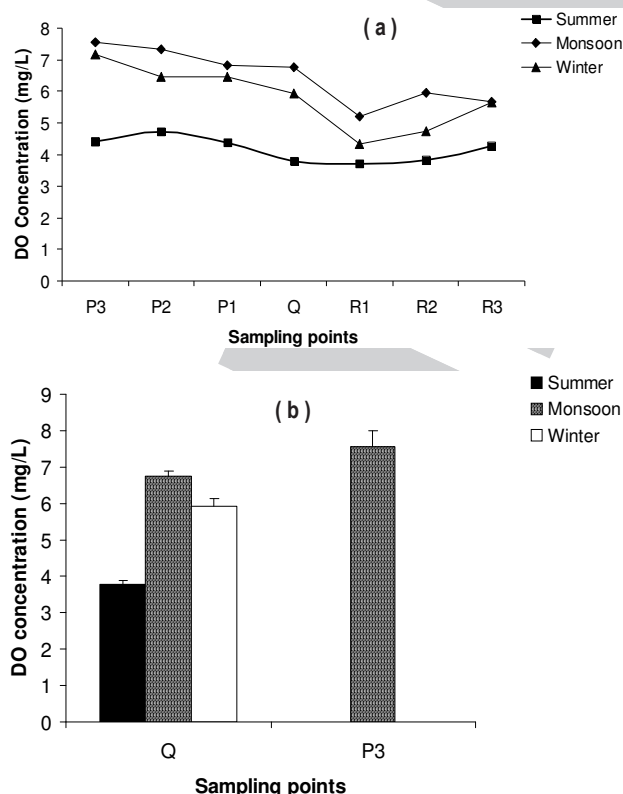 ( a )
Summer
Monsoon
Winter
DO Concentration (mg/L)
8
7
6
5
4
3
2
1
0
P3 P2 P1 Q R1 R2 R3
Sampling points
( b )
Summer
Monsoon
Winter
DO concentration (mg/L)
9
8
7
6
5
4
3
2
1
0
Q P3
Sampling points